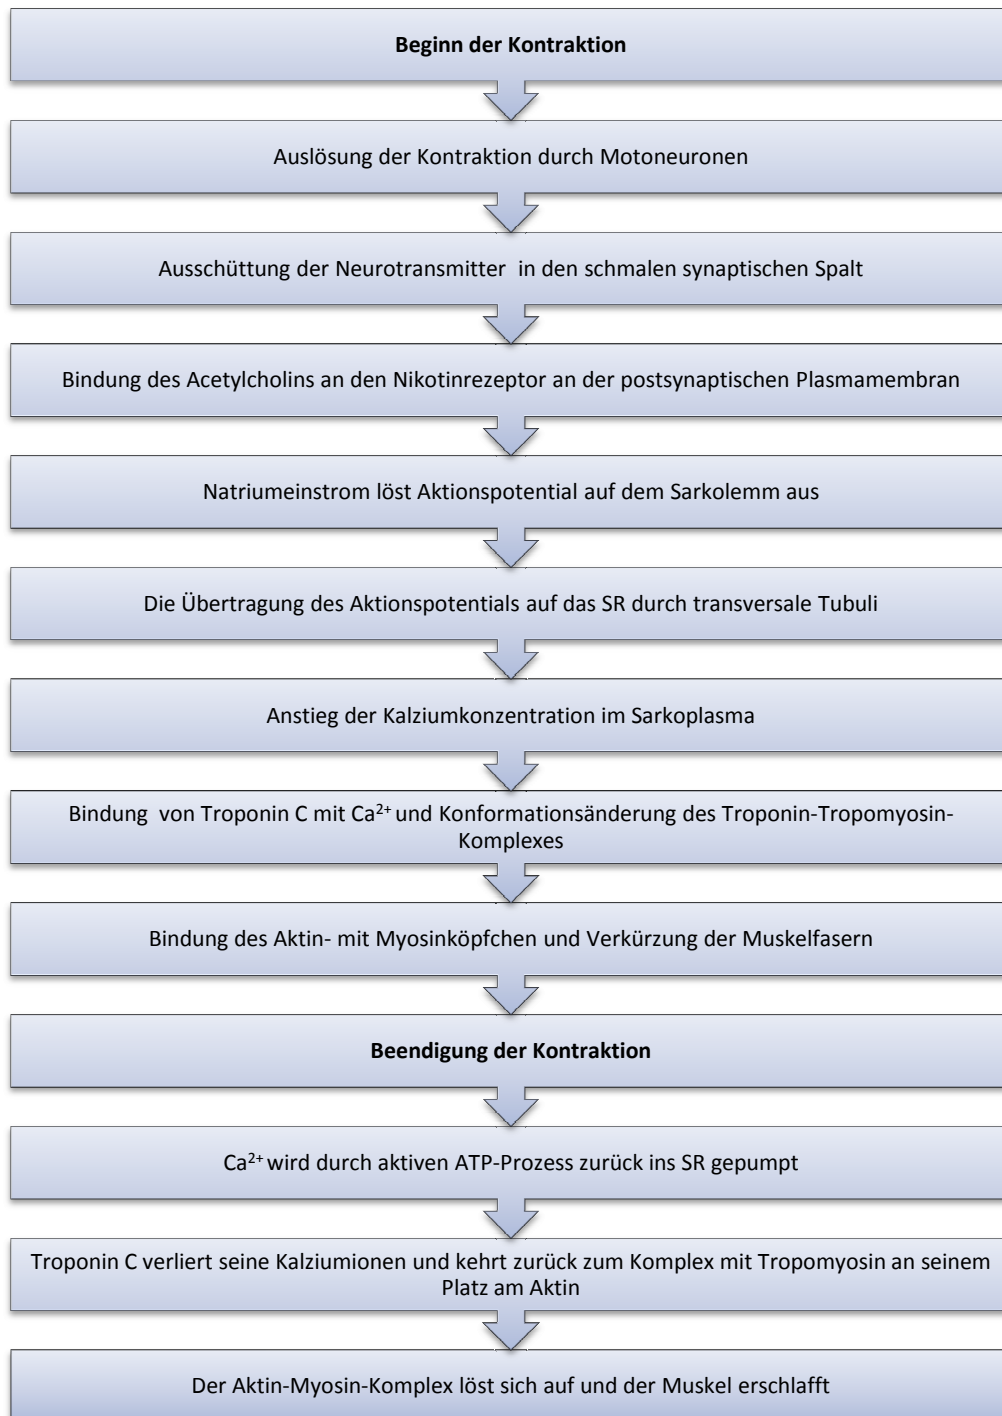 Beginn der Kontraktion
Auslösung der Kontraktion durch Motoneuronen
Ausschüttung der Neurotransmitter in den schmalen synaptischen Spalt
Bindung des Acetylcholins an den Nikotinrezeptor an der postsynaptischen Plasmamembran
Natriumeinstrom löst Aktionspotential auf dem Sarkolemm aus
Die Übertragung des Aktionspotentials auf das SR durch transversale Tubuli
Anstieg der Kalziumkonzentration im Sarkoplasma
Bindung von Troponin C mit Ca²⁺ und Konformationsänderung des Troponin-Tropomyosin-
Komplexes
Bindung des Aktin- mit Myosinköpfchen und Verkürzung der Muskelfasern
Beendigung der Kontraktion
Ca²⁺ wird durch aktiven ATP-Prozess zurück ins SR gepumpt
Troponin C verliert seine Kalziumionen und kehrt zurück zum Komplex mit Tropomyosin an seinem
Platz am Aktin
Der Aktin-Myosin-Komplex löst sich auf und der Muskel erschlafft